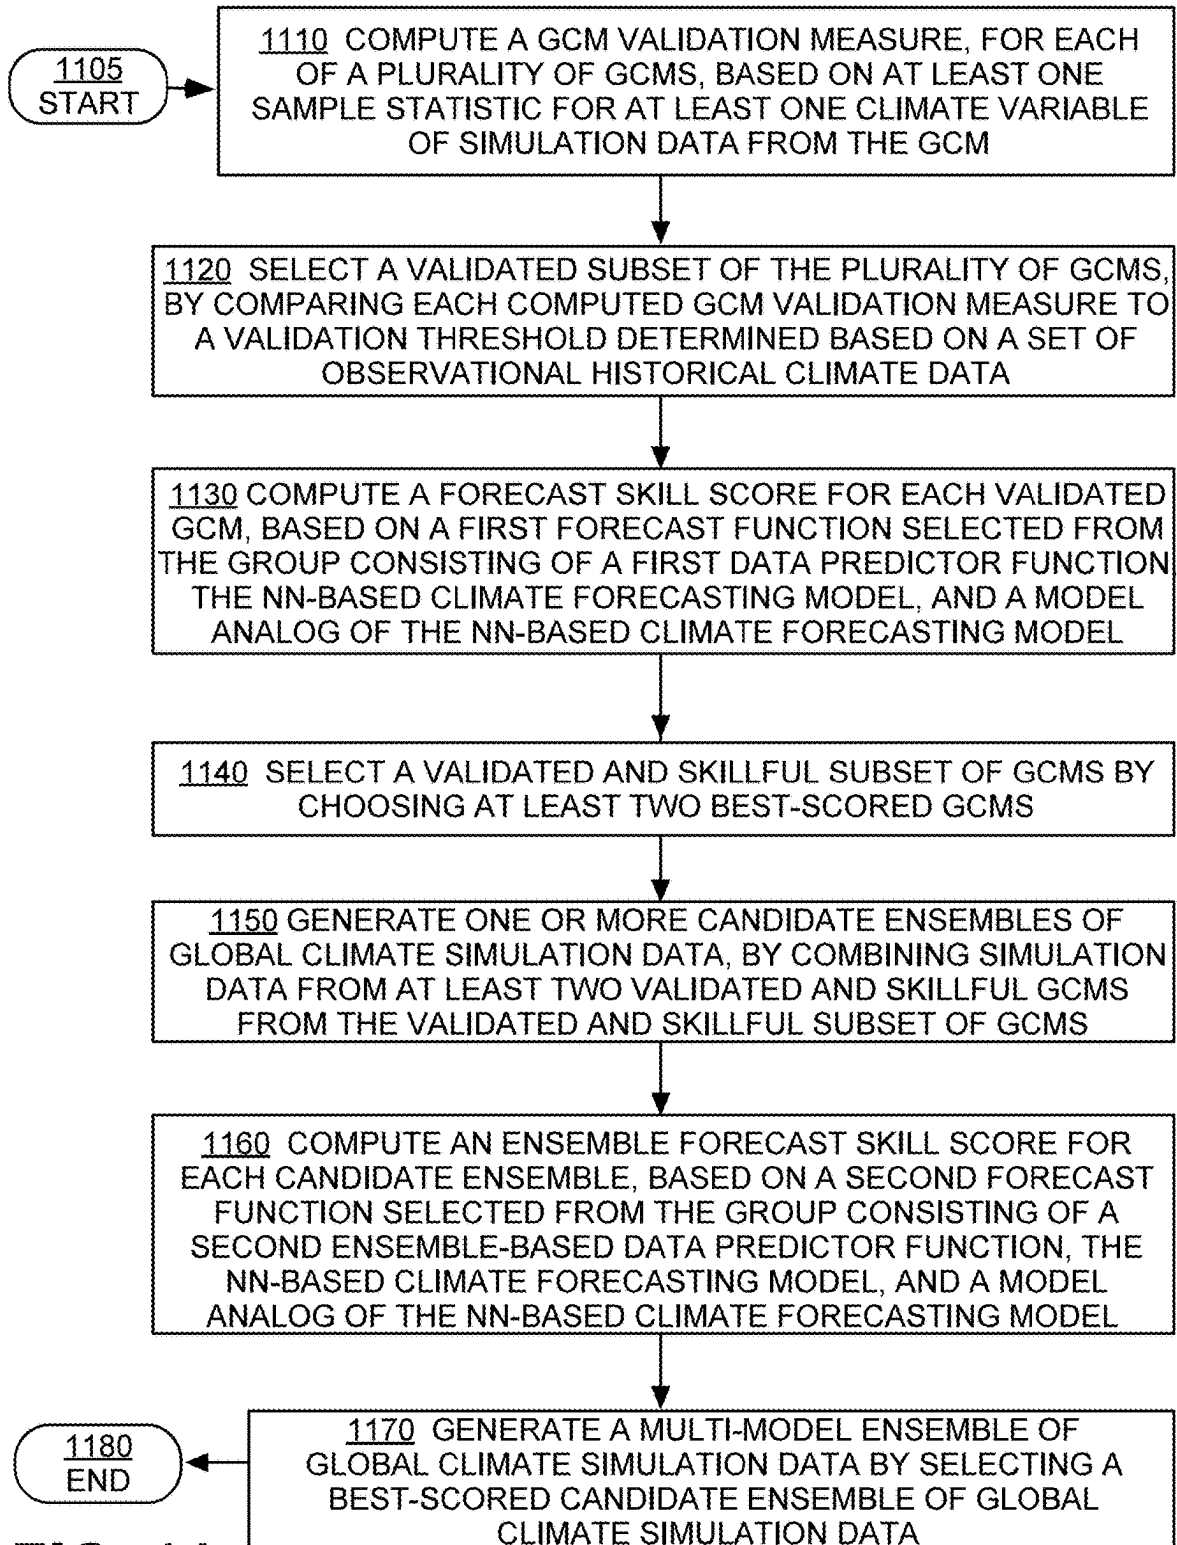 1105
START
1110 COMPUTE A GCM VALIDATION MEASURE, FOR EACH
OF A PLURALITY OF GCMS, BASED ON AT LEAST ONE
SAMPLE STATISTIC FOR AT LEAST ONE CLIMATE VARIABLE
OF SIMULATION DATA FROM THE GCM
1120 SELECT A VALIDATED SUBSET OF THE PLURALITY OF GCMS,
BY COMPARING EACH COMPUTED GCM VALIDATION MEASURE TO
A VALIDATION THRESHOLD DETERMINED BASED ON A SET OF
OBSERVATIONAL HISTORICAL CLIMATE DATA
1130 COMPUTE A FORECAST SKILL SCORE FOR EACH VALIDATED
GCM, BASED ON A FIRST FORECAST FUNCTION SELECTED FROM
THE GROUP CONSISTING OF A FIRST DATA PREDICTOR FUNCTION
THE NN-BASED CLIMATE FORECASTING MODEL, AND A MODEL
ANALOG OF THE NN-BASED CLIMATE FORECASTING MODEL
1140 SELECT A VALIDATED AND SKILLFUL SUBSET OF GCMS BY
CHOOSING AT LEAST TWO BEST-SCORED GCMS
1150 GENERATE ONE OR MORE CANDIDATE ENSEMBLES OF
GLOBAL CLIMATE SIMULATION DATA, BY COMBINING SIMULATION
DATA FROM AT LEAST TWO VALIDATED AND SKILLFUL GCMS
FROM THE VALIDATED AND SKILLFUL SUBSET OF GCMS
1160 COMPUTE AN ENSEMBLE FORECAST SKILL SCORE FOR
EACH CANDIDATE ENSEMBLE, BASED ON A SECOND FORECAST
FUNCTION SELECTED FROM THE GROUP CONSISTING OF A
SECOND ENSEMBLE-BASED DATA PREDICTOR FUNCTION, THE
NN-BASED CLIMATE FORECASTING MODEL, AND A MODEL
ANALOG OF THE NN-BASED CLIMATE FORECASTING MODEL
1170 GENERATE A MULTI-MODEL ENSEMBLE OF
GLOBAL CLIMATE SIMULATION DATA BY SELECTING A
BEST-SCORED CANDIDATE ENSEMBLE OF GLOBAL
CLIMATE SIMULATION DATA
1180
END